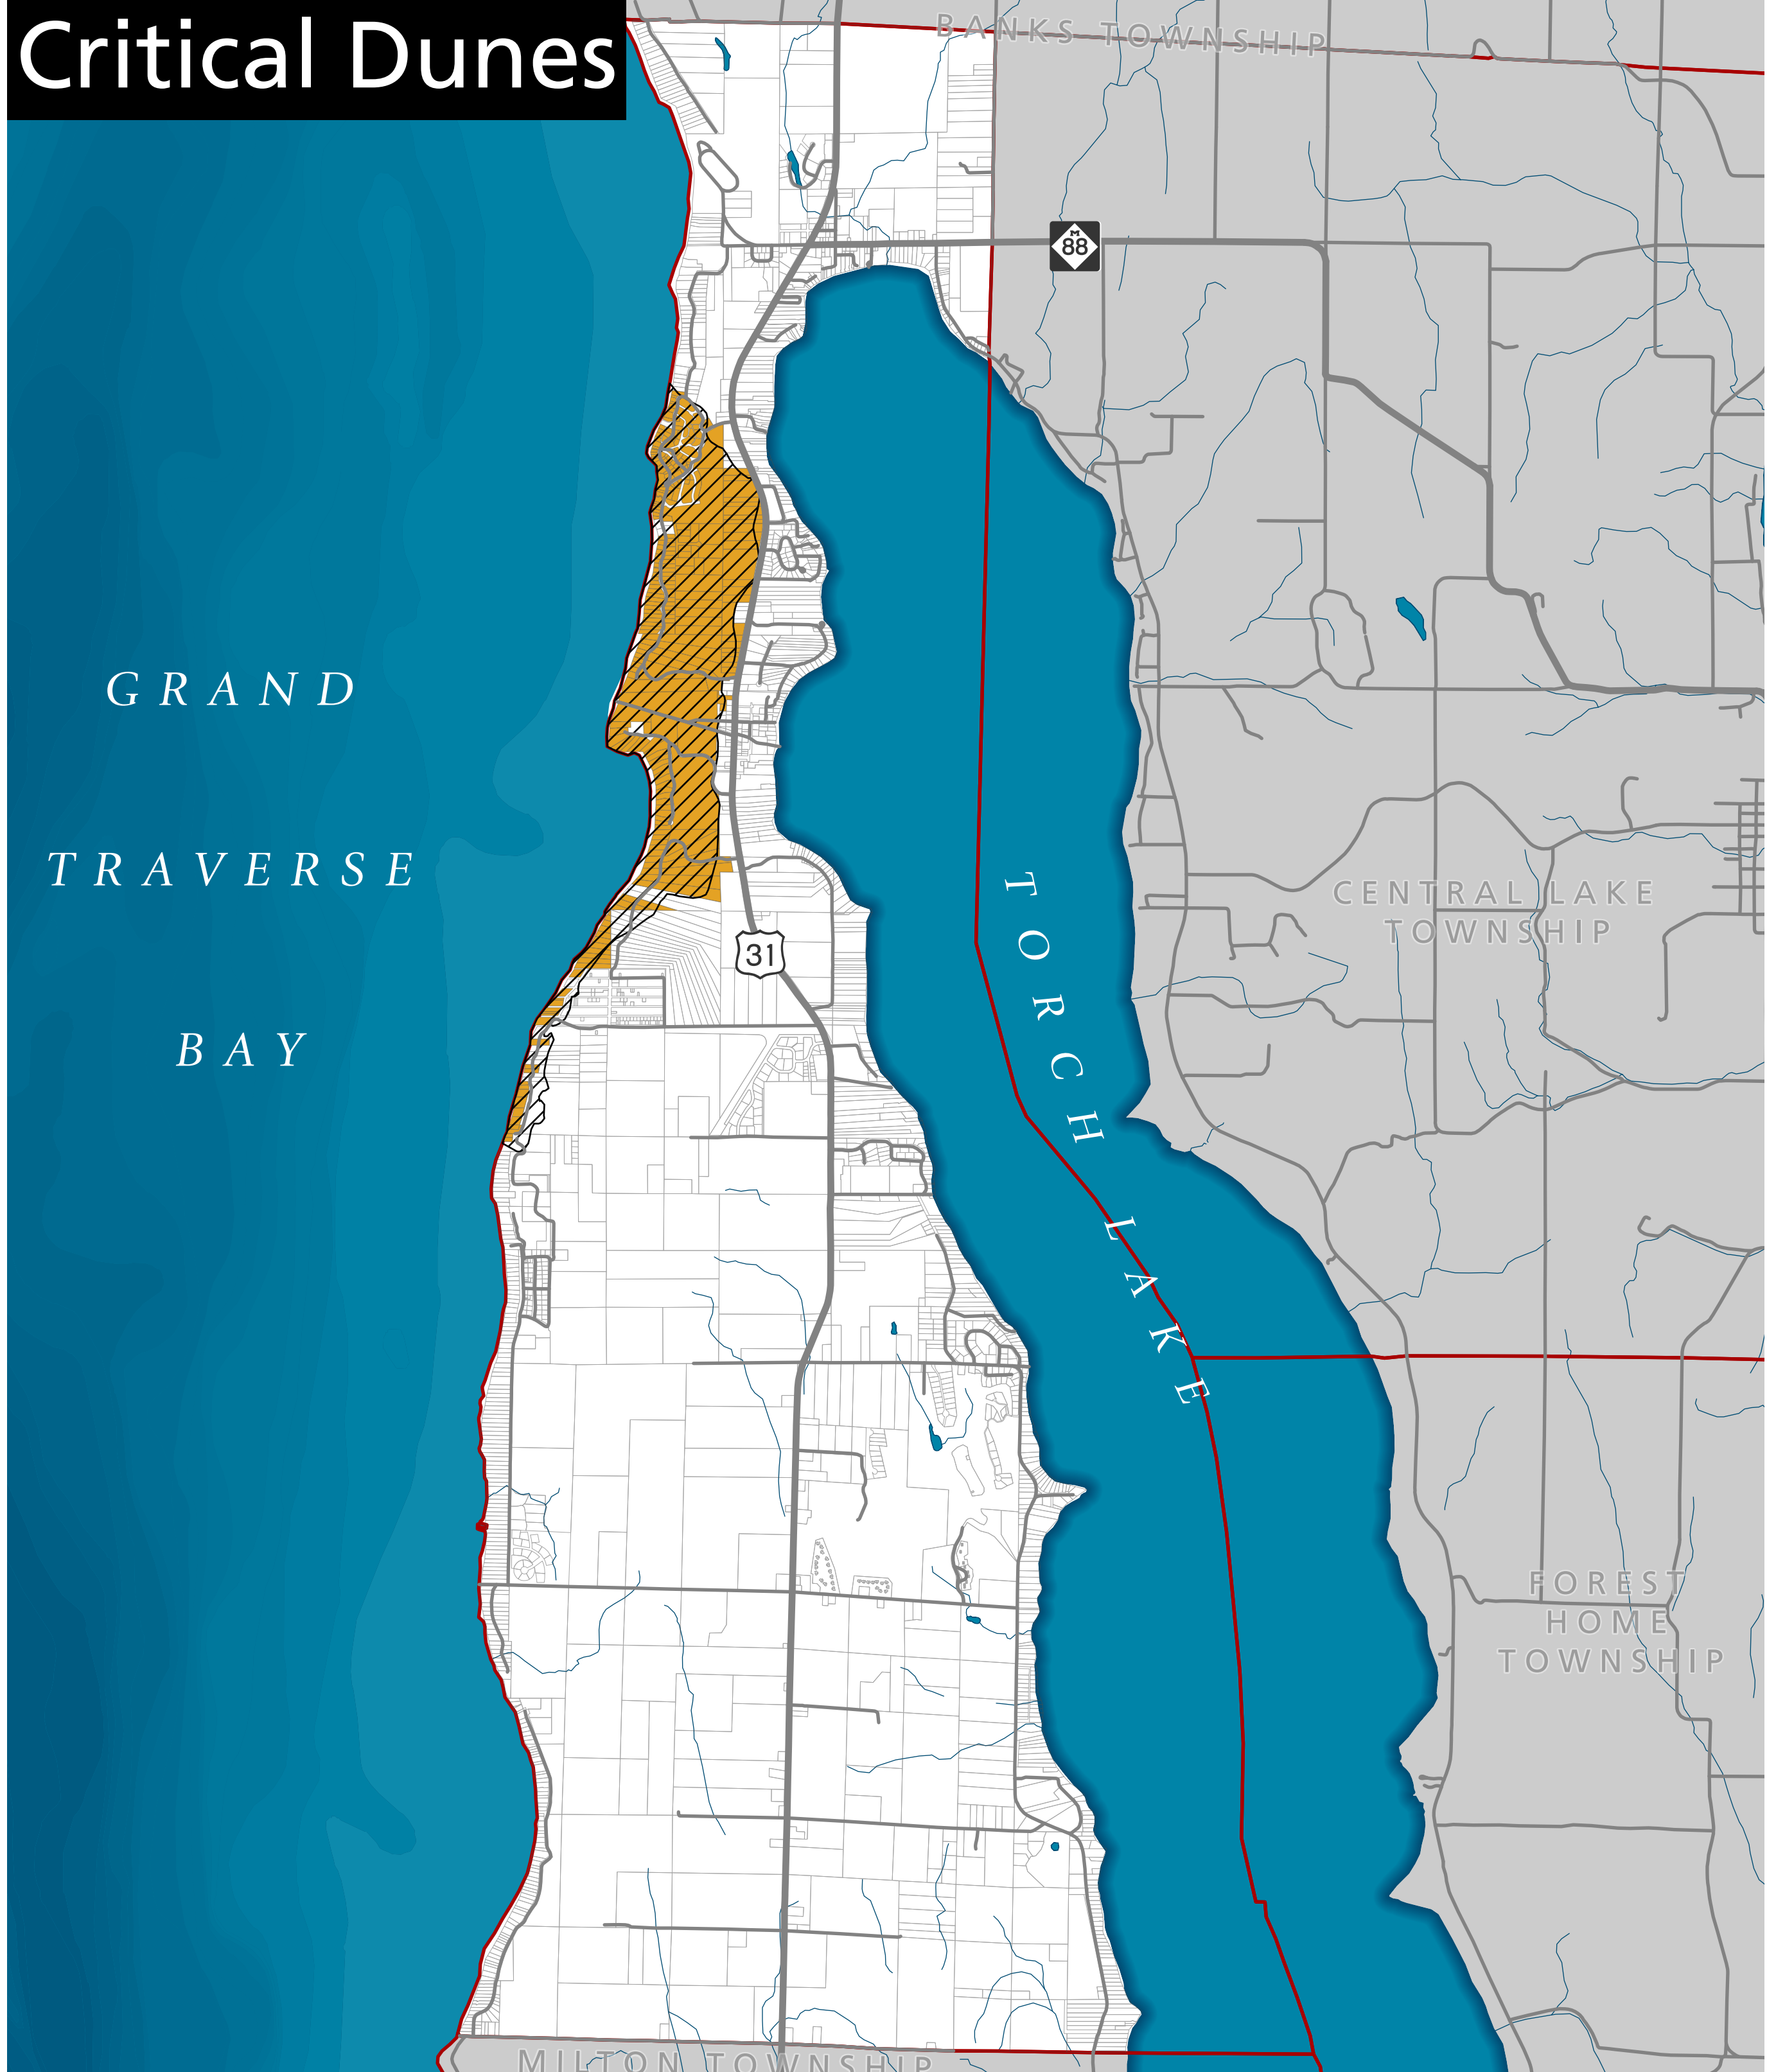 Critical Dunes
BANKS TOWNSHIP
M
88
GRAND
TRAVERSE
BAY
CENTRAL LAKE
TOWNSHIP
31
TORCH LAKE
FOREST
HOME
TOWNSHIP
MILTON TOWNSHIP